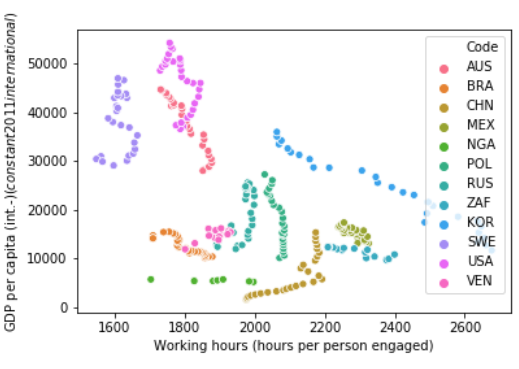 GDP per capita (int.-)(constant2011international)
50000
40000
30000
20000
10000
0
1600
1800
2000
2200
2400
2600
Working hours (hours per person engaged)
Code
AUS
BRA
CHN
MEX
NGA
POL
RUS
ZAF
KOR
SWE
USA
VEN